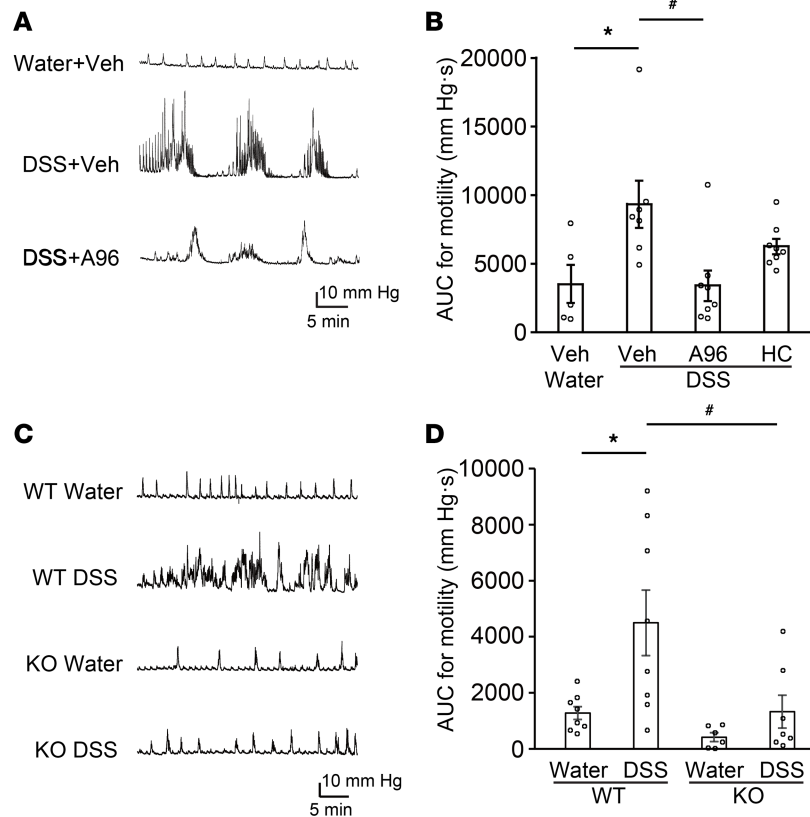 A
Water+Veh
DSS+Veh
DSS+A96
10 mm Hg
5 min
B
#
*
AUC for motility (mm Hg·s)
20000
15000
10000
5000
0
Veh Veh A96 HC
Water DSS
C
WT Water
WT DSS
KO Water
KO DSS
10 mm Hg
5 min
D
#
*
AUC for motility (mm Hg·s)
10000
8000
6000
4000
2000
0
Water DSS Water DSS
WT KO